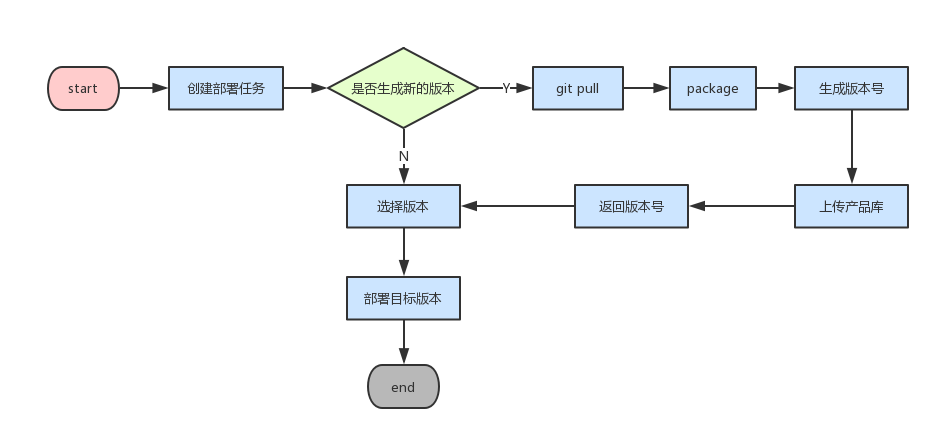 start
创建部署任务
是否生成新的版本
Y
git pull
package
生成版本号
N
选择版本
返回版本号
上传产品库
部署目标版本
end